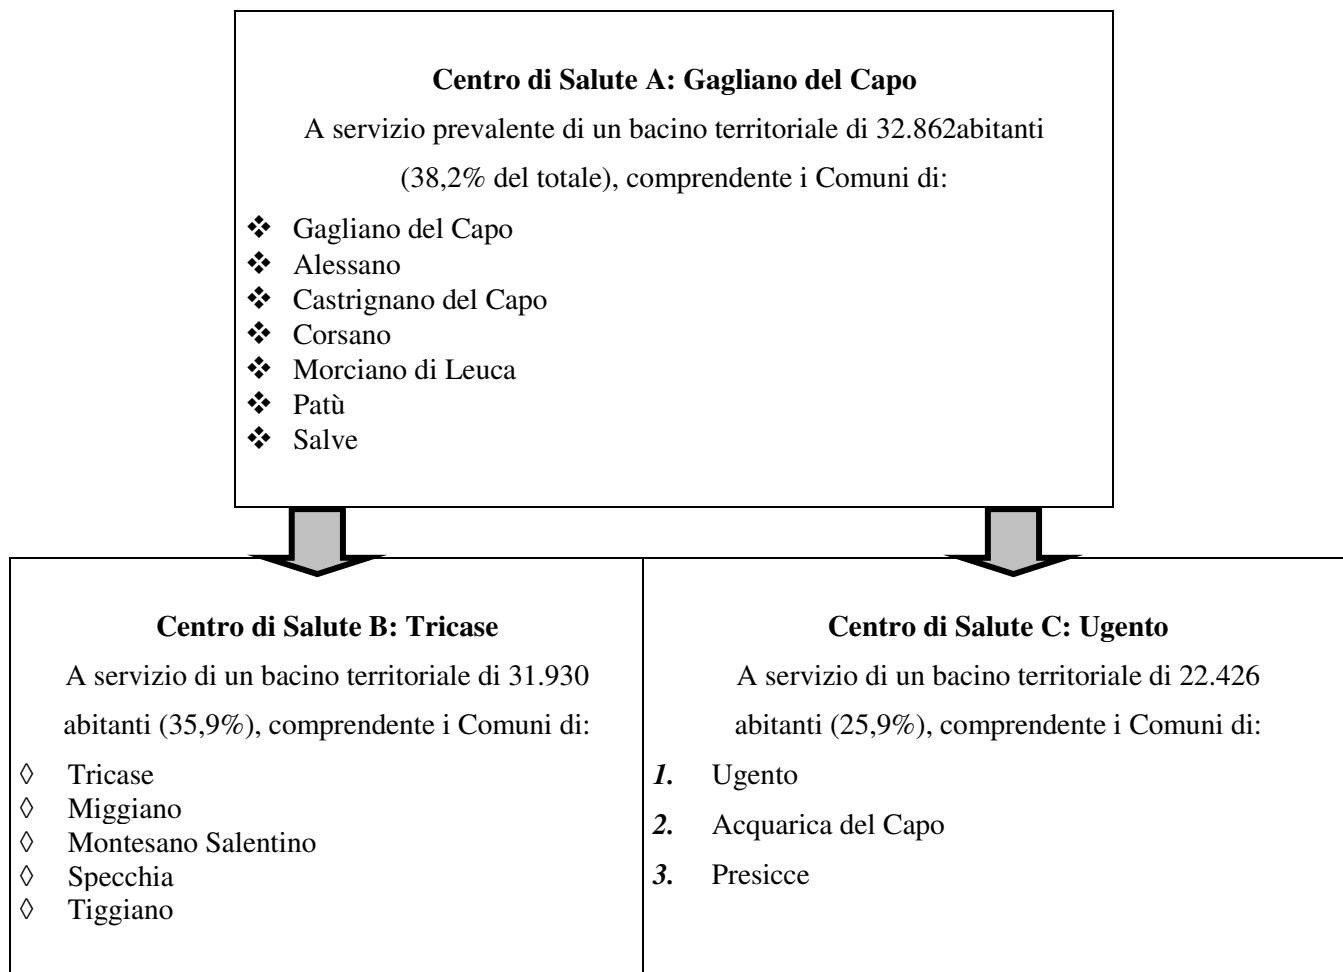 Centro di Salute A: Gagliano del Capo
A servizio prevalente di un bacino territoriale di 32.862abitanti
(38,2% del totale), comprendente i Comuni di:
❖ Gagliano del Capo
❖ Alessano
❖ Castrignano del Capo
❖ Corsano
❖ Morciano di Leuca
❖ Patù
❖ Salve
Centro di Salute B: Tricase
A servizio di un bacino territoriale di 31.930
abitanti (35,9%), comprendente i Comuni di:
◊ Tricase
◊ Miggiano
◊ Montesano Salentino
◊ Specchia
◊ Tiggiano
Centro di Salute C: Ugento
A servizio di un bacino territoriale di 22.426
abitanti (25,9%), comprendente i Comuni di:
1. Ugento
2. Acquarica del Capo
3. Presicce